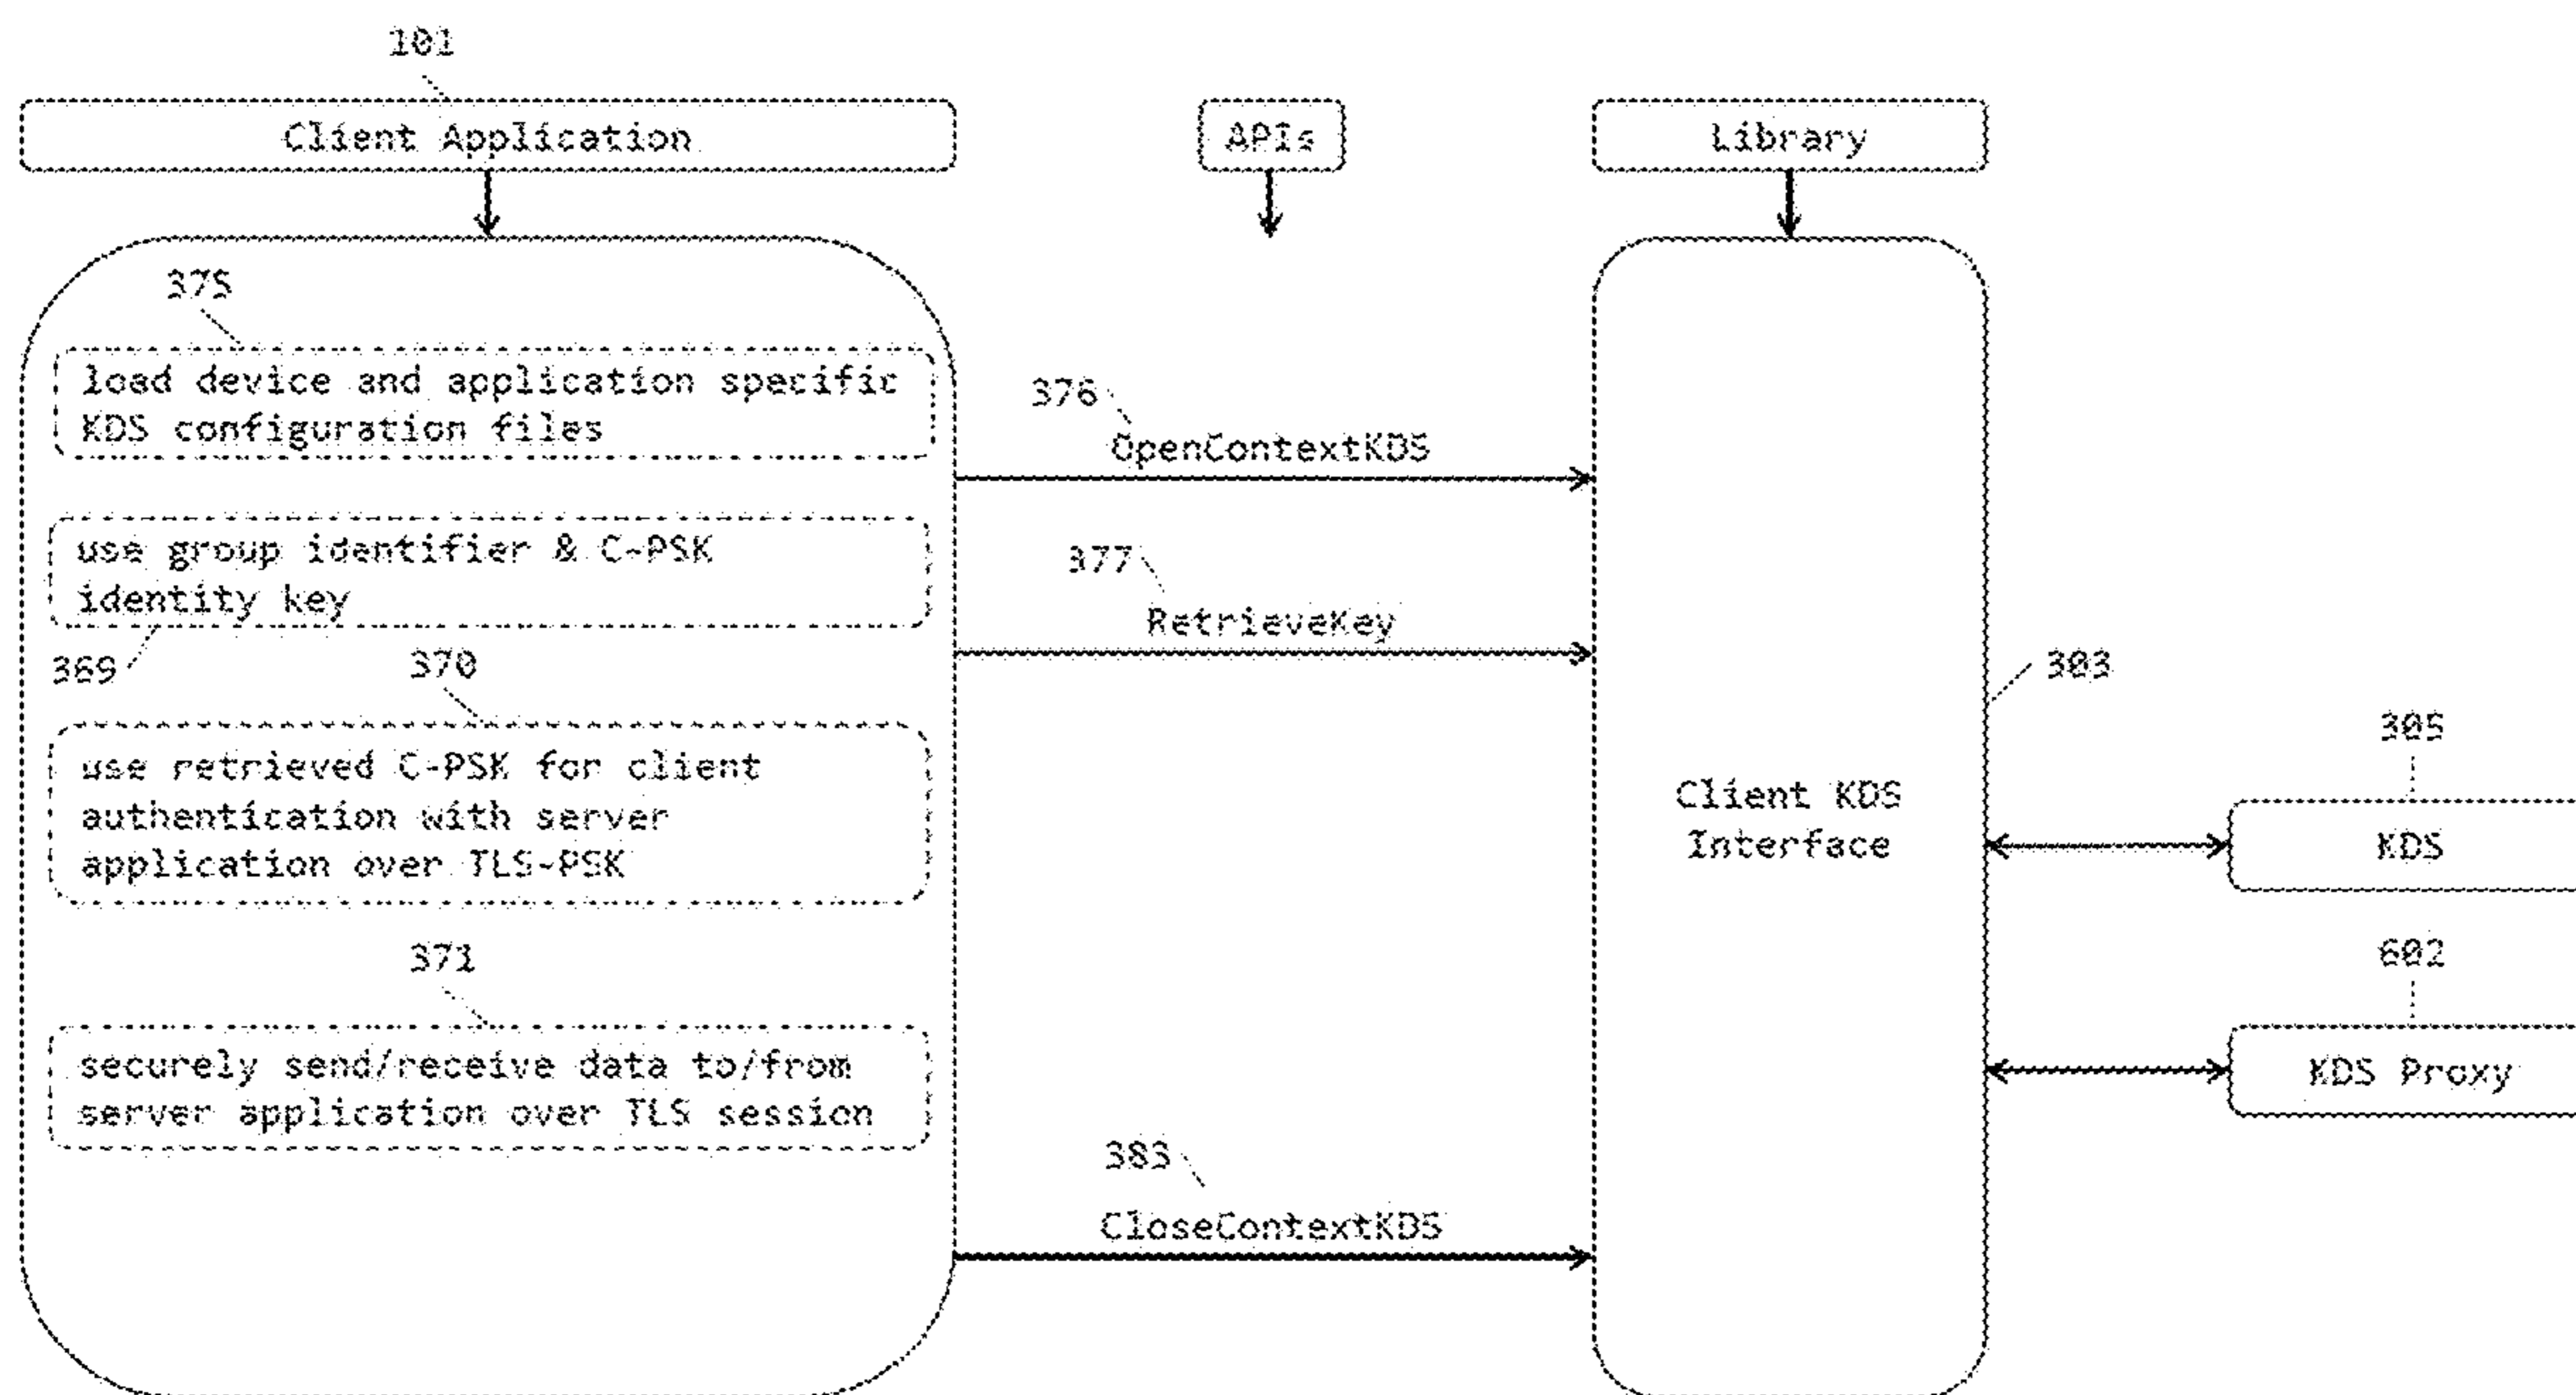 101
Client Application
APIs
Library
375
load device and application specific
KDS configuration files
376
OpenContextKDS
use group identifier & C-PSK
identity key
369
377
RetrieveKey
370
use retrieved C-PSK for client
authentication with server
application over TLS-PSK
303
Client KDS
Interface
305
KDS
371
securely send/receive data to/from
server application over TLS session
602
KDS Proxy
383
CloseContextKDS